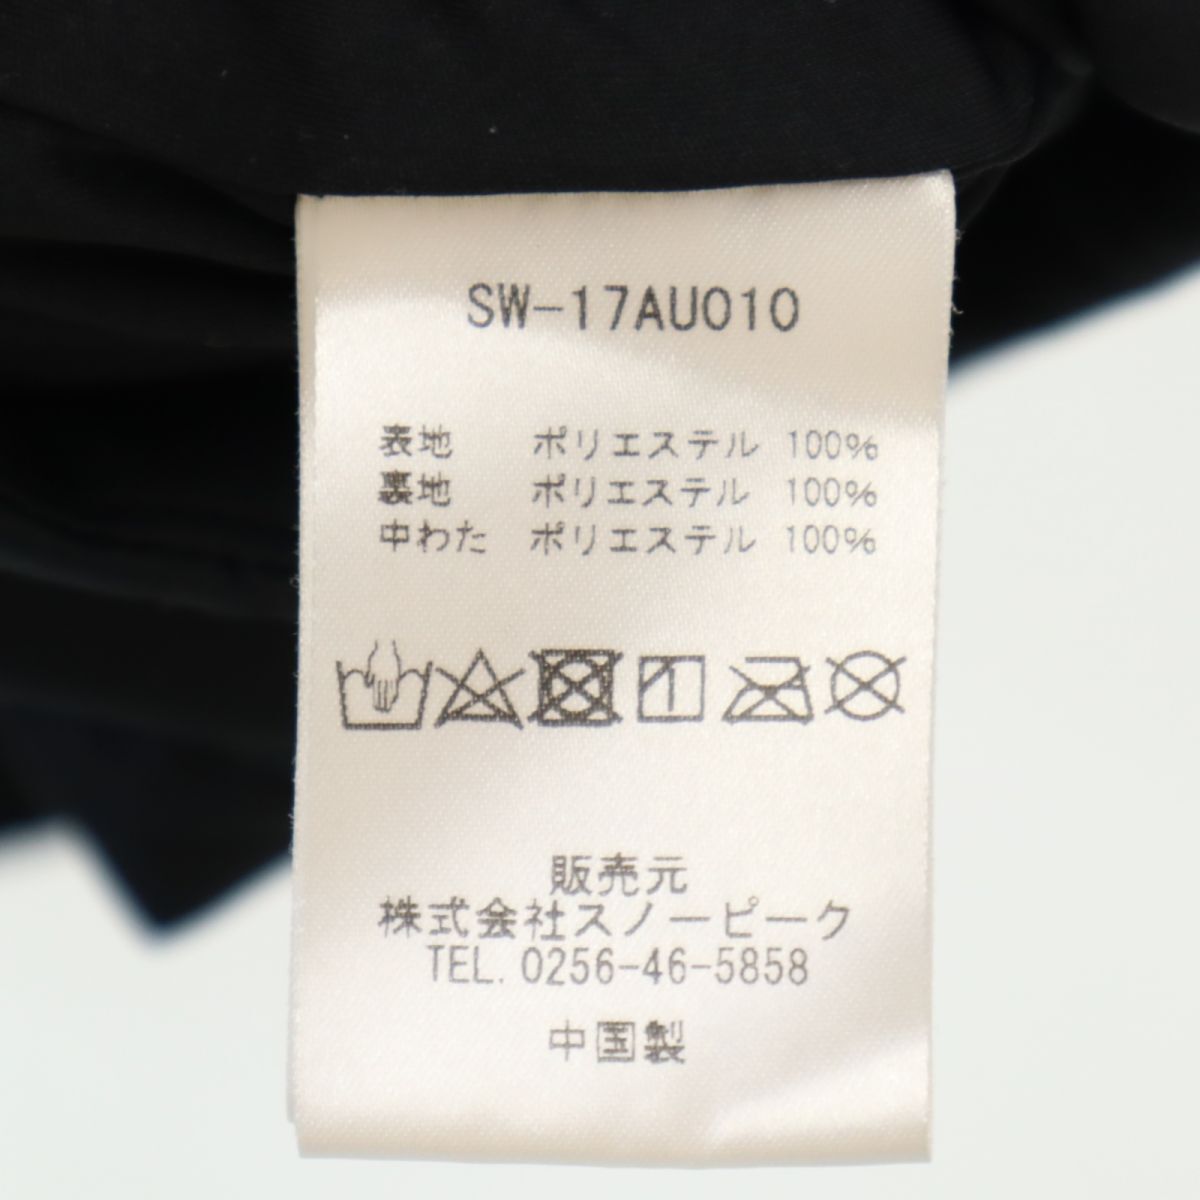 SW-17AU010
表地 ポリエステル 100%
裏地 ポリエステル 100%
中わた ポリエステル 100%
販売元
株式会社スノーピーク
TEL. 0256-46-5858
中国製